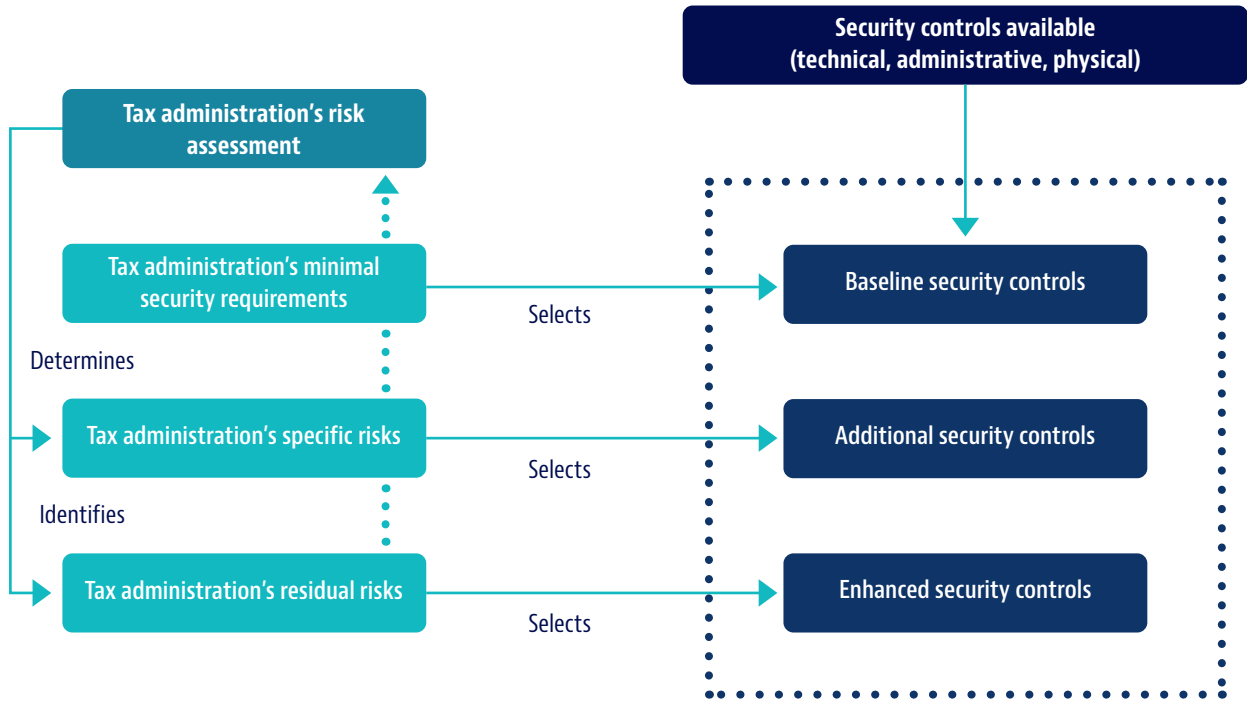 Security controls available
(technical, administrative, physical)
Tax administration’s risk
assessment
Tax administration’s minimal
security requirements
Selects
Baseline security controls
Determines
Tax administration’s specific risks
Selects
Additional security controls
Identifies
Tax administration’s residual risks
Selects
Enhanced security controls